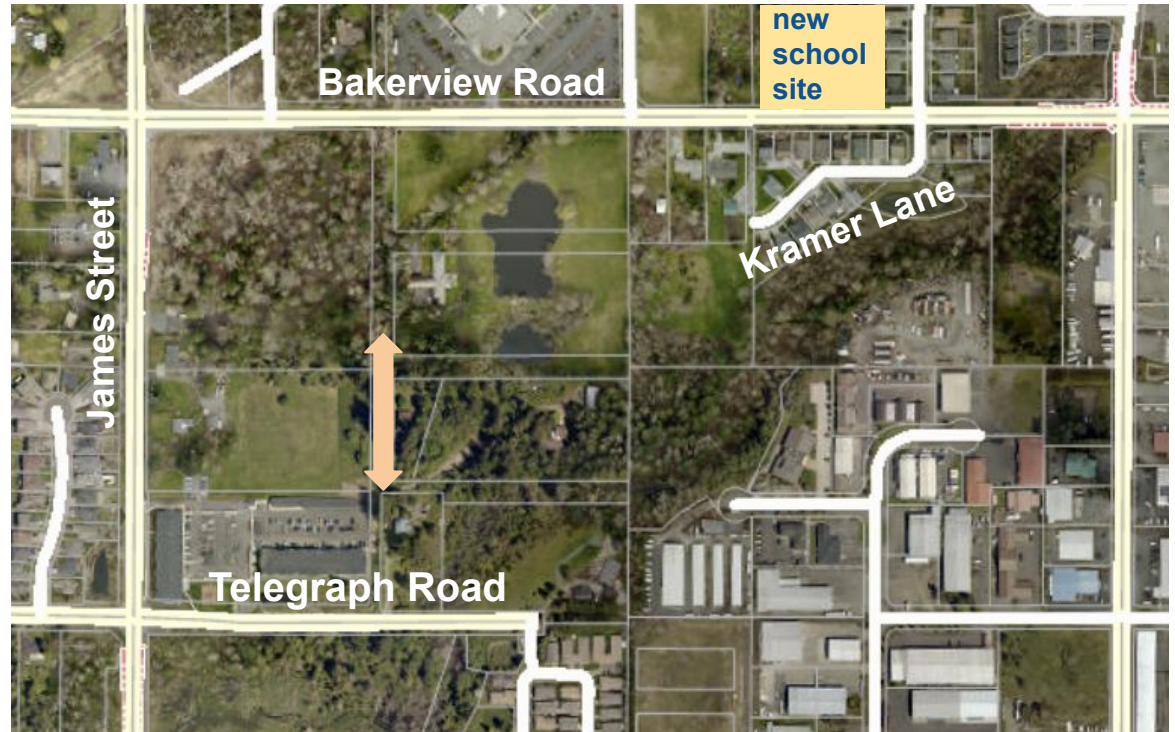 new
school
site
Bakerview Road
James Street
Kramer Lane
Telegraph Road